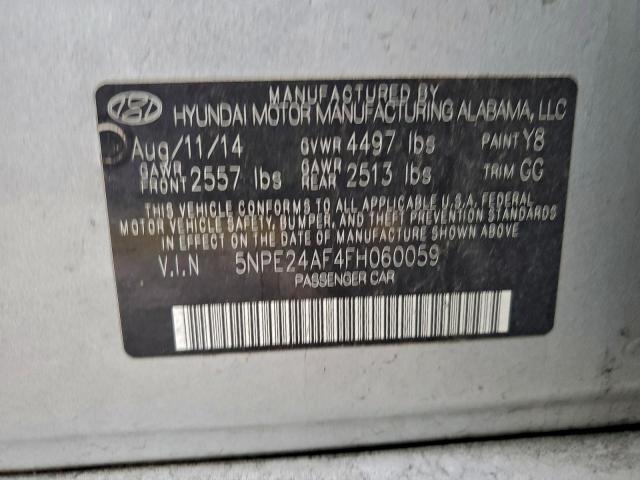 MANUFACTURED BY
HYUNDAI MOTOR MANUFACTURING ALABAMA, LLC
Aug/11/14 GVWR 4497 lbs PAINT Y8
GAWR FRONT 2557 lbs GAWR REAR 2513 lbs TRIM GG
THIS VEHICLE CONFORMS TO ALL APPLICABLE U.S.A. FEDERAL
MOTOR VEHICLE SAFETY, BUMPER, AND THEFT PREVENTION STANDARDS
IN EFFECT ON THE DATE OF MANUFACTURE SHOWN ABOVE.
V.I.N 5NPE24AF4FH060059
PASSENGER CAR